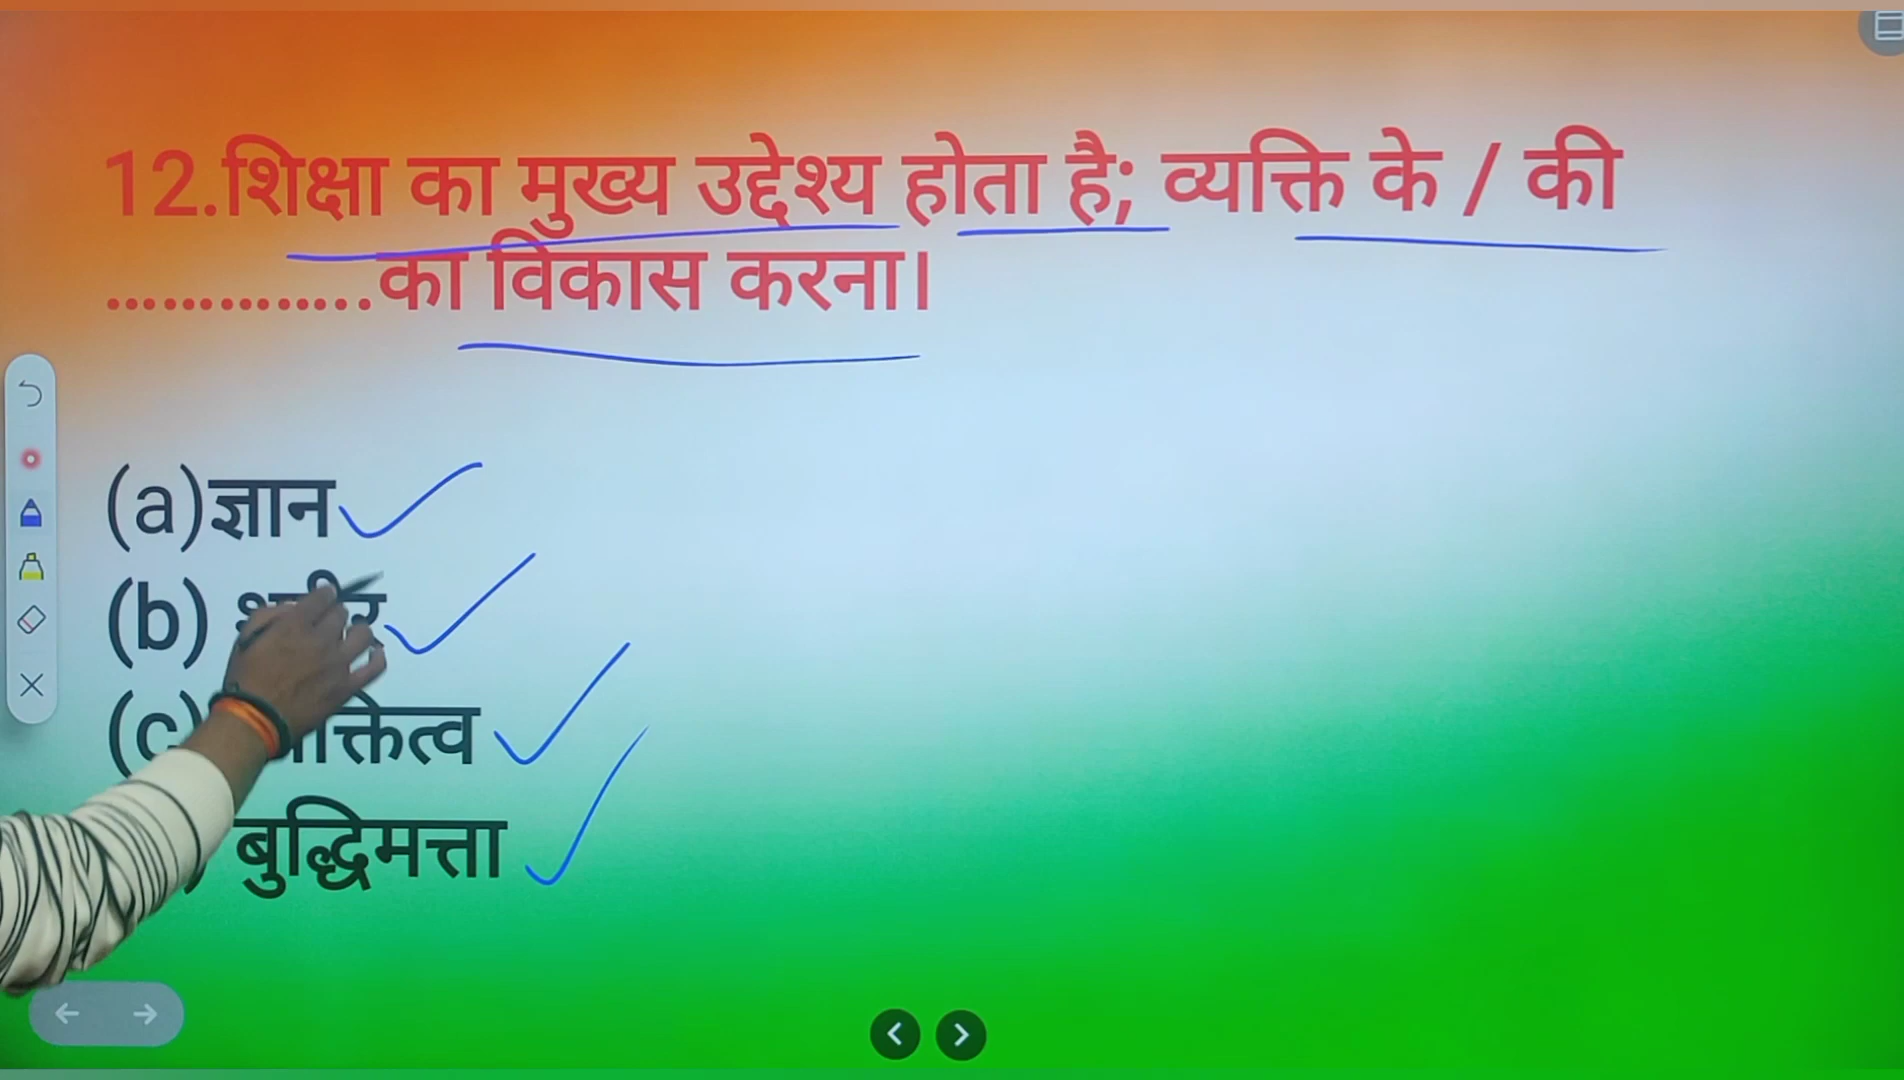 12.शिक्षा का मुख्य उद्देश्य होता है; व्यक्ति के / की
..............का विकास करना।
(a)ज्ञान
(b)
(c)
बुद्धिमत्ता